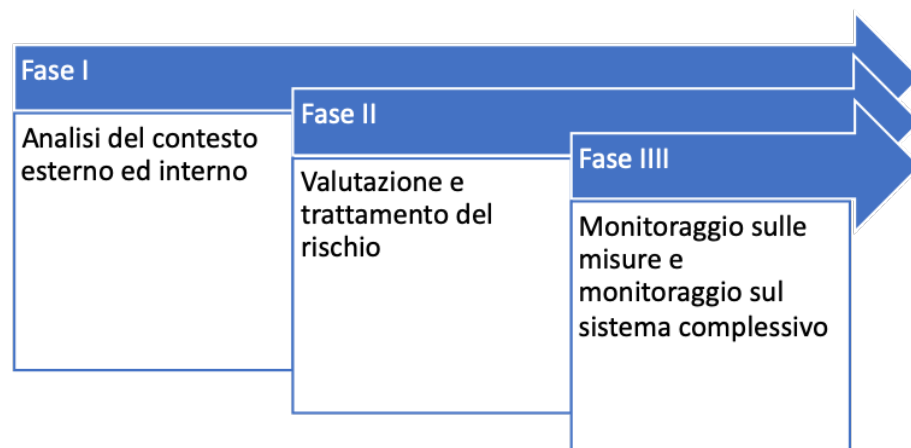 Fase I
Analisi del contesto
esterno ed interno
Fase II
Valutazione e
trattamento del
rischio
Fase IIII
Monitoraggio sulle
misure e
monitoraggio sul
sistema complessivo